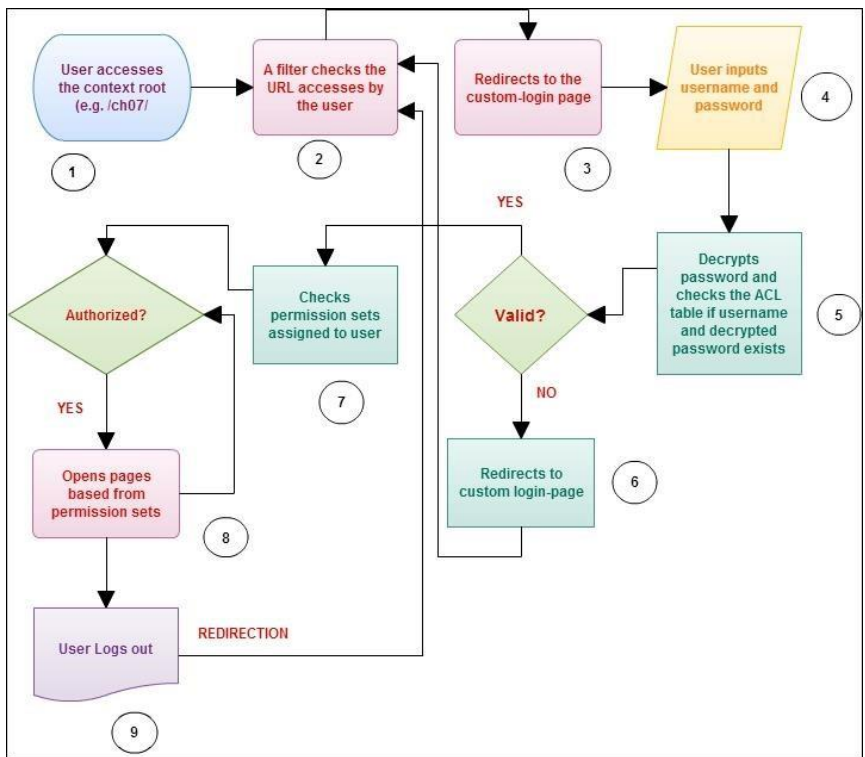 User accesses
the context root
(e.g. /ch07/
1
A filter checks the
URL accesses by
the user
2
Redirects to the
custom-login page
3
User inputs
username and
password
4
Decrypts
password and
checks the ACL
table if username
and decrypted
password exists
5
Valid?
YES
NO
Redirects to
custom login-page
6
Checks
permission sets
assigned to user
7
Authorized?
YES
Opens pages
based from
permission sets
8
User Logs out
REDIRECTION
9